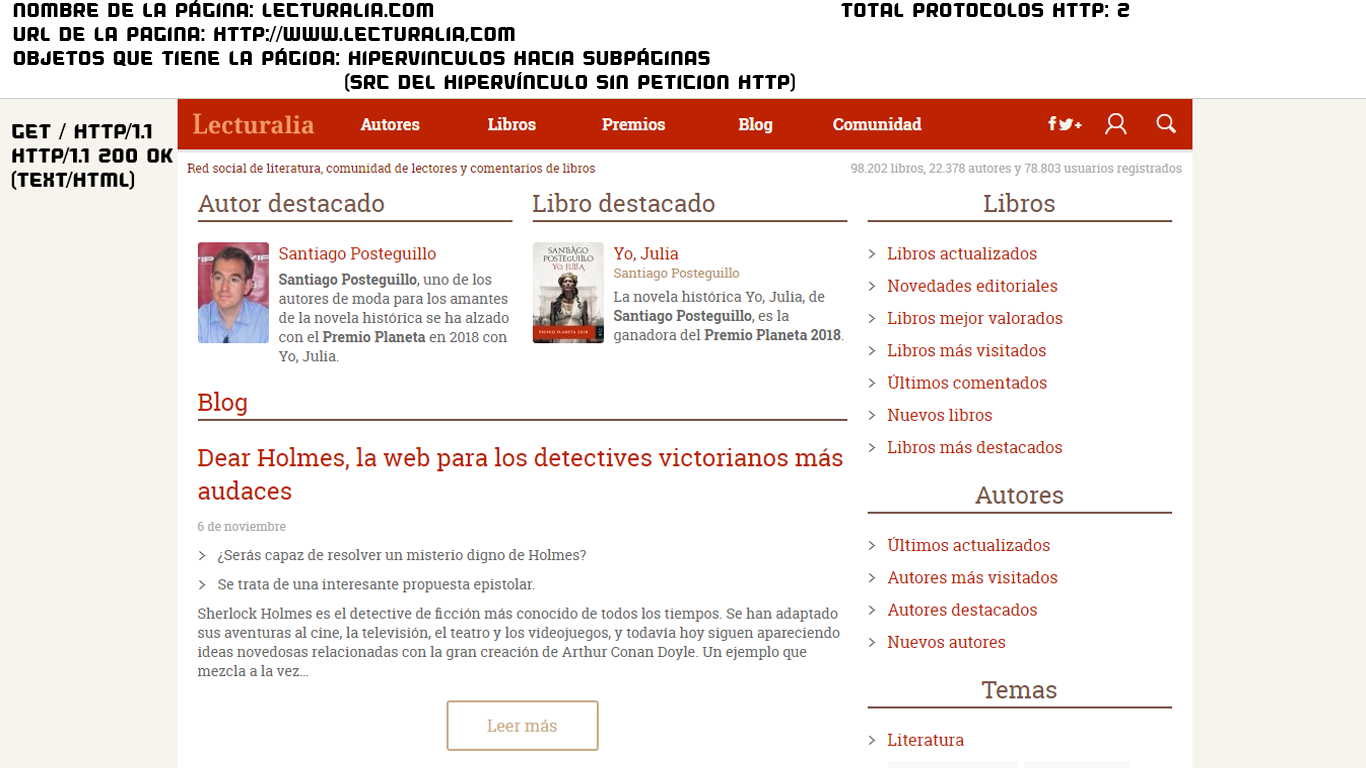 NOMBRE DE LA PÁGINA: LECTURALIA.COM
TOTAL PROTOCOLOS HTTP: 2
URL DE LA PAGINA: HTTP://WWW.LECTURALIA,COM
OBJETOS QUE TIENE LA PÁGIOA: HIPERVINCULOS HACIA SUBPÁGINAS
(SRC DEL HIPERVÍNCULO SIN PETICION HTTP)
GET / HTTP/1.1
HTTP/1.1 200 OK
(TEXT/HTML)
Lecturalia Autores Libros Premios Blog Comunidad
Red social de literatura, comunidad de lectores y comentarios de libros
98.202 libros, 22.378 autores y 78.803 usuarios registrados
Autor destacado
Santiago Posteguillo
Santiago Posteguillo, uno de los
autores de moda para los amantes
de la novela histórica se ha alzado
con el Premio Planeta en 2018 con
Yo, Julia.
Libro destacado
SANTIAGO
POSTEGUILLO
YO, JULIA
PREMIO PLANETA 2018
Yo, Julia
Santiago Posteguillo
La novela histórica Yo, Julia, de
Santiago Posteguillo, es la
ganadora del Premio Planeta 2018.
Blog
Dear Holmes, la web para los detectives victorianos más
audaces
6 de noviembre
¿Serás capaz de resolver un misterio digno de Holmes?
Se trata de una interesante propuesta epistolar.
Sherlock Holmes es el detective de ficción más conocido de todos los tiempos. Se han adaptado
sus aventuras al cine, la televisión, el teatro y los videojuegos, y todavía hoy siguen apareciendo
ideas novedosas relacionadas con la gran creación de Arthur Conan Doyle. Un ejemplo que
mezcla a la vez...
Leer más
Libros
Libros actualizados
Novedades editoriales
Libros mejor valorados
Libros más visitados
Últimos comentados
Nuevos libros
Libros más destacados
Autores
Últimos actualizados
Autores más visitados
Autores destacados
Nuevos autores
Temas
Literatura